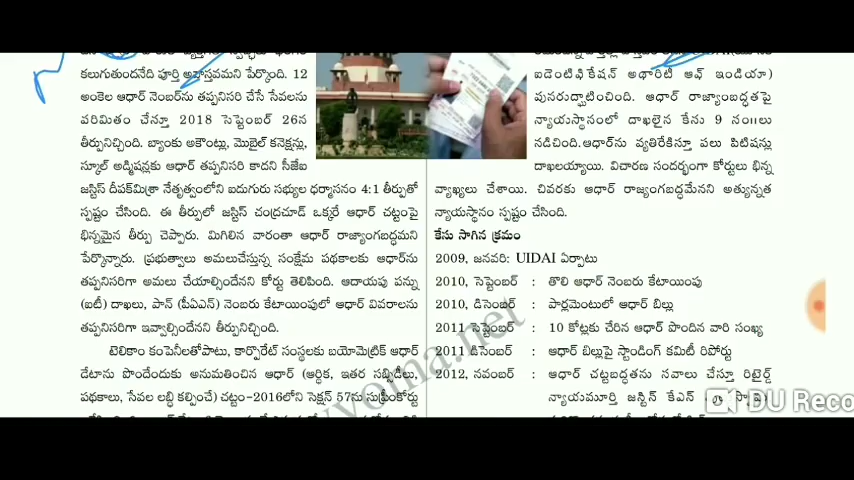 కలుగుతుందనేది పూర్తి అవాస్తవమని పేర్కొంది. 12
అంకెల ఆధార్ నెంబర్‌ను తప్పనిసరి చేసే సేవలను
పరిమితం చేస్తూ 2018 సెప్టెంబర్ 26న
తీర్పునిచ్చింది. బ్యాంకు అకౌంట్లు, మొబైల్ కనెక్షన్లు,
స్కూల్ అడ్మిషన్లకు ఆధార్ తప్పనిసరి కాదని సీజేఐ
జస్టిస్ దీపక్‌మిశ్రా నేతృత్వంలోని ఐదుగురు సభ్యుల ధర్మాసనం 4:1 తీర్పుతో
స్పష్టం చేసింది. ఈ తీర్పులో జస్టిస్ చంద్రచూడ్ ఒక్కరే ఆధార్ చట్టంపై
భిన్నమైన తీర్పు చెప్పారు. మిగిలిన వారంతా ఆధార్ రాజ్యాంగబద్ధమని
పేర్కొన్నారు. ప్రభుత్వాలు అమలుచేస్తున్న సంక్షేమ పథకాలకు ఆధార్‌ను
తప్పనిసరిగా అమలు చేయాల్సిందేనని కోర్టు తెలిపింది. ఆదాయపు పన్ను
(ఐటీ) దాఖలు, పాన్ (పీఏఎన్) నెంబరు కేటాయింపులో ఆధార్ వివరాలను
తప్పనిసరిగా ఇవ్వాల్సిందేనని తీర్పునిచ్చింది.
టెలికాం కంపెనీలతోపాటు, కార్పొరేట్ సంస్థలకు బయోమెట్రిక్ ఆధార్
డేటాను పొందేందుకు అనుమతించిన ఆధార్ (ఆర్థిక, ఇతర సబ్సిడీలు,
పథకాలు, సేవల లబ్ధి కల్పించే) చట్టం-2016లోని సెక్షన్ 57ను సుప్రీంకోర్టు
ఐడెంటిఫికేషన్ అథారిటీ ఆఫ్ ఇండియా)
పునరుద్ఘాటించింది. ఆధార్ రాజ్యాంబద్ధతపై
న్యాయస్థానంలో దాఖలైన కేసు 9 నెలలు
నడిచింది.ఆధార్‌ను వ్యతిరేకిస్తూ పలు పిటిషన్లు
దాఖలయ్యాయి. విచారణ సందర్భంగా కోర్టులు భిన్న
వ్యాఖ్యలు చేశాయి. చివరకు ఆధార్ రాజ్యంగబద్ధమేనని అత్యున్నత
న్యాయస్థానం స్పష్టం చేసింది.
కేసు సాగిన క్రమం
2009, జనవరి: UIDAI ఏర్పాటు
2010, సెప్టెంబర్ : తొలి ఆధార్ నెంబరు కేటాయింపు
2010, డిసెంబర్ : పార్లమెంటులో ఆధార్ బిల్లు
2011 సెప్టెంబర్ : 10 కోట్లకు చేరిన ఆధార్ పొందిన వారి సంఖ్య
2011 డిసెంబర్ : ఆధార్ బిల్లుపై స్టాండింగ్ కమిటీ రిపోర్టు
2012, నవంబర్ : ఆధార్ చట్టబద్ధతను సవాలు చేస్తూ రిటైర్డ్
న్యాయమూర్తి జస్టిస్ కేఎస్
vyoma.net
DU Reco